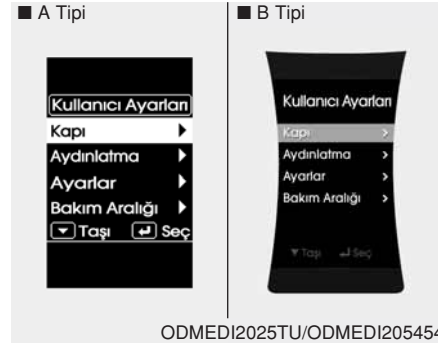 ■ A Tipi
Kullanıcı Ayarları
Kapı
Aydınlatma
Ayarlar
Bakım Aralığı
Taşı Seç
■ B Tipi
Kullanıcı Ayarları
Kapı >
Aydınlatma >
Ayarlar >
Bakım Aralığı >
▼ Taşı Seç
ODMEDI2025TU/ODMEDI205454